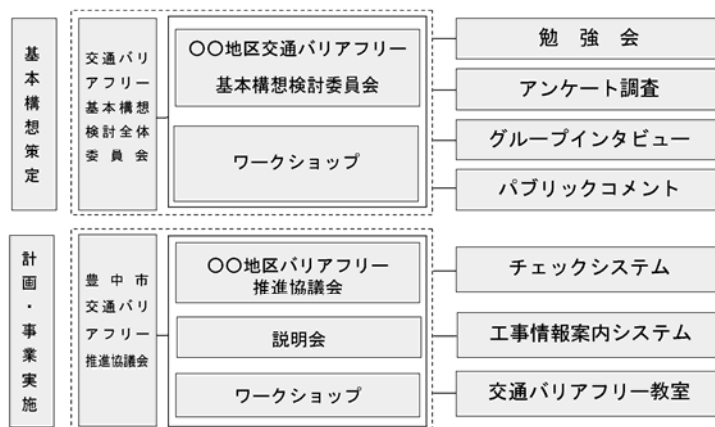 基本構想策定
交通バリ
アフリー
基本構想
検討全体
委員会
〇〇地区交通バリアフリー
基本構想検討委員会
ワークショップ
勉強会
アンケート調査
グループインタビュー
パブリックコメント
計画・事業実施
豊中市
交通バリ
アフリー
推進協議会
〇〇地区バリアフリー
推進協議会
説明会
ワークショップ
チェックシステム
工事情報案内システム
交通バリアフリー教室